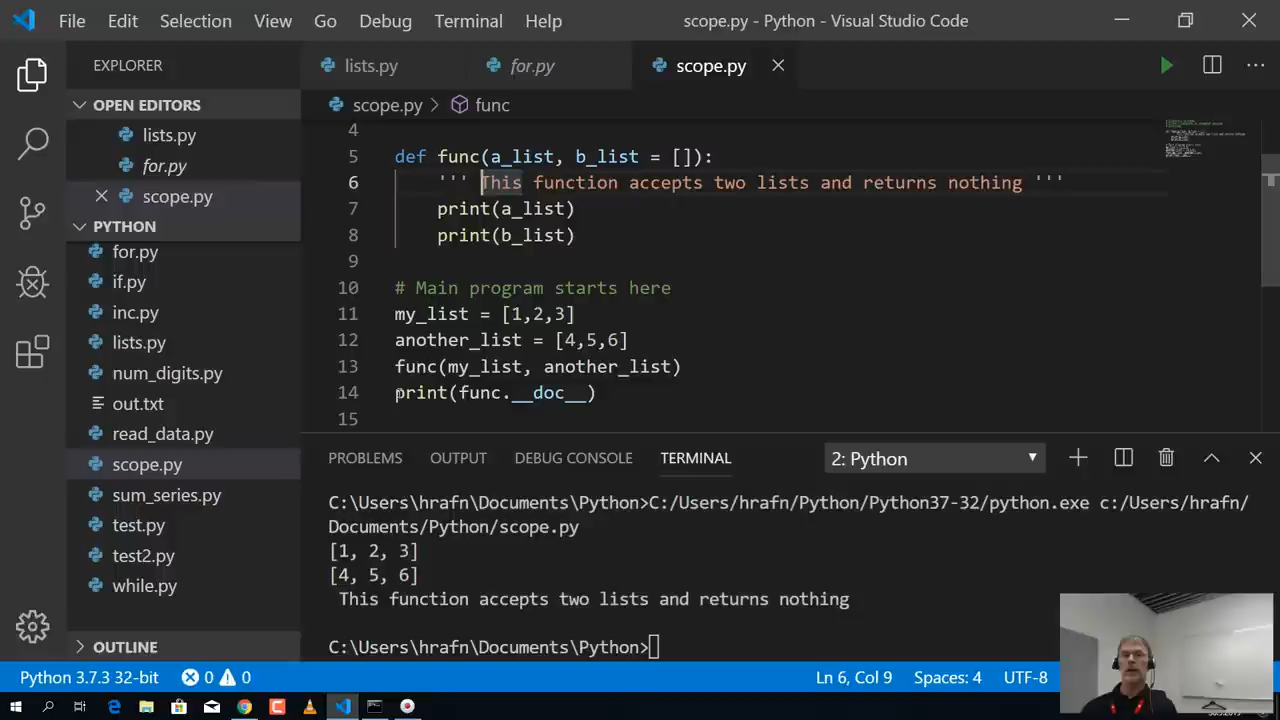 File Edit Selection View Go Debug Terminal Help scope.py - Python - Visual Studio Code
EXPLORER
lists.py for.py scope.py
OPEN EDITORS
lists.py
for.py
scope.py
PYTHON
for.py
if.py
inc.py
lists.py
num_digits.py
out.txt
read_data.py
scope.py
sum_series.py
test.py
test2.py
while.py
OUTLINE
scope.py > func
4
5 def func(a_list, b_list = []):
6 ''' This function accepts two lists and returns nothing '''
7 print(a_list)
8 print(b_list)
9
10 # Main program starts here
11 my_list = [1,2,3]
12 another_list = [4,5,6]
13 func(my_list, another_list)
14 print(func.__doc__)
15
PROBLEMS OUTPUT DEBUG CONSOLE TERMINAL 2: Python
C:\Users\hrafn\Documents\Python>C:/Users/hrafn/Python/Python37-32/python.exe c:/Users/hrafn/
Documents/Python/scope.py
[1, 2, 3]
[4, 5, 6]
This function accepts two lists and returns nothing
C:\Users\hrafn\Documents\Python>
Python 3.7.3 32-bit 0 0 Ln 6, Col 9 Spaces: 4 UTF-8